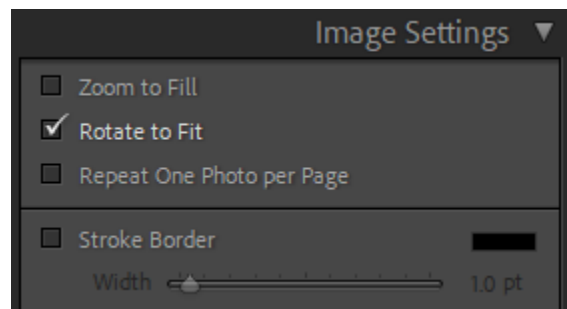 Image Settings
Zoom to Fill
Rotate to Fit
Repeat One Photo per Page
Stroke Border
Width 1.0 pt